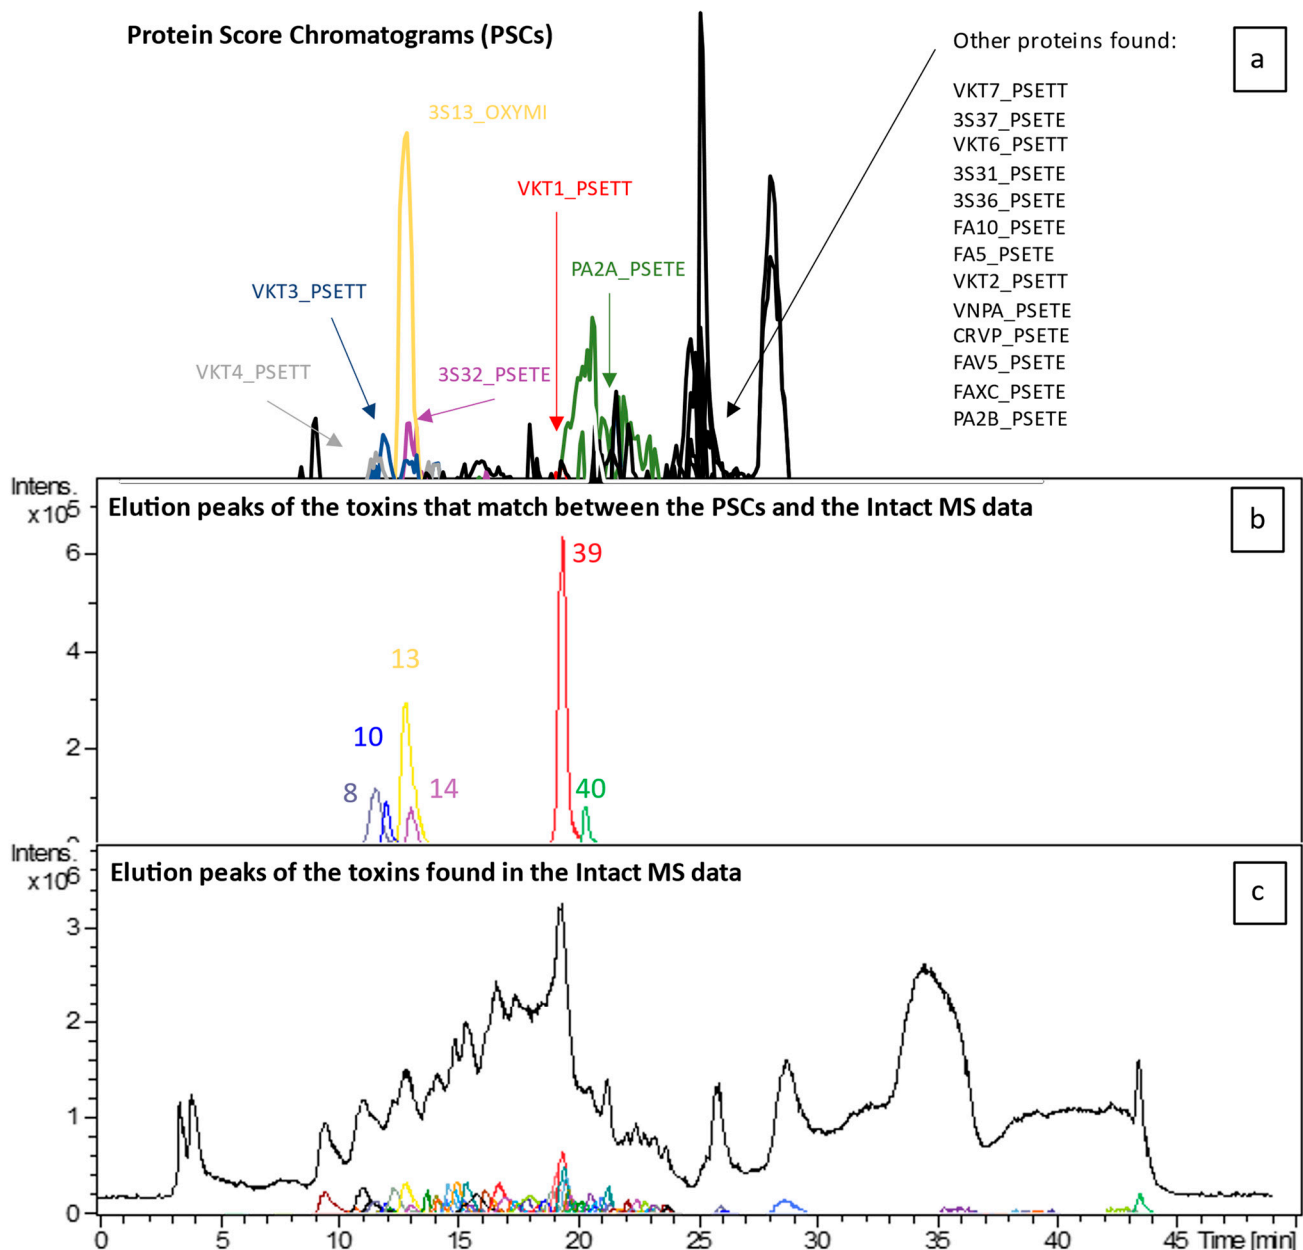 Protein Score Chromatograms (PSCs)
a
Other proteins found:
VKT7_PSETT
3S37_PSETE
VKT6_PSETT
3S31_PSETE
3S36_PSETE
FA10_PSETE
FA5_PSETE
VKT2_PSETT
VNPA_PSETE
CRVP_PSETE
FAV5_PSETE
FAXC_PSETE
PA2B_PSETE
3S13_OXYMI
VKT1_PSETT
PA2A_PSETE
VKT3_PSETT
VKT4_PSETT
3S32_PSETE
Intens.
x10⁵
Elution peaks of the toxins that match between the PSCs and the Intact MS data
b
6
4
2
39
13
10
8
14
40
Intens.
x10⁶
Elution peaks of the toxins found in the Intact MS data
c
3
2
1
0
0 5 10 15 20 25 30 35 40 45 Time [min]